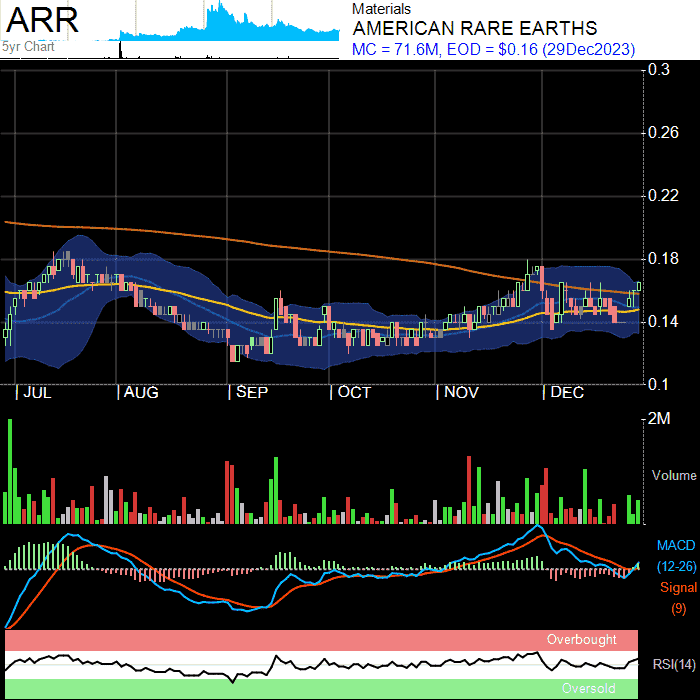 ARR
5yr Chart
Materials
AMERICAN RARE EARTHS
MC = 71.6M, EOD = $0.16 (29Dec2023)
0.3
0.26
0.22
0.18
0.14
0.1
JUL AUG SEP OCT NOV DEC
2M
Volume
MACD
(12-26)
Signal
(9)
Overbought
RSI(14)
Oversold